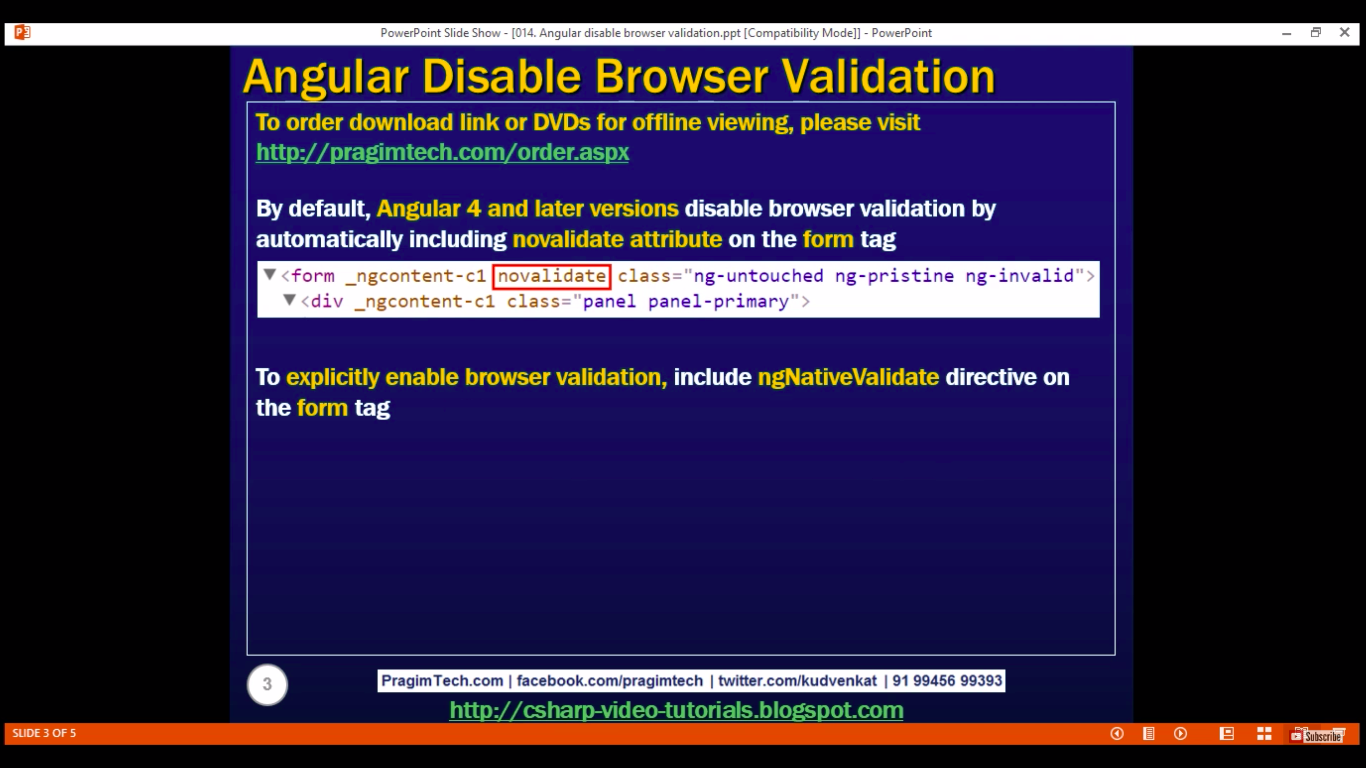 PowerPoint Slide Show - [014. Angular disable browser validation.ppt [Compatibility Mode]] - PowerPoint
Angular Disable Browser Validation
To order download link or DVDs for offline viewing, please visit
http://pragimtech.com/order.aspx
By default, Angular 4 and later versions disable browser validation by
automatically including novalidate attribute on the form tag
<form _ngcontent-c1 novalidate class="ng-untouched ng-pristine ng-invalid">
<div _ngcontent-c1 class="panel panel-primary">
To explicitly enable browser validation, include ngNativeValidate directive on
the form tag
3
PragimTech.com | facebook.com/pragimtech | twitter.com/kudvenkat | 91 99456 99393
http://csharp-video-tutorials.blogspot.com
SLIDE 3 OF 5
Subscribe